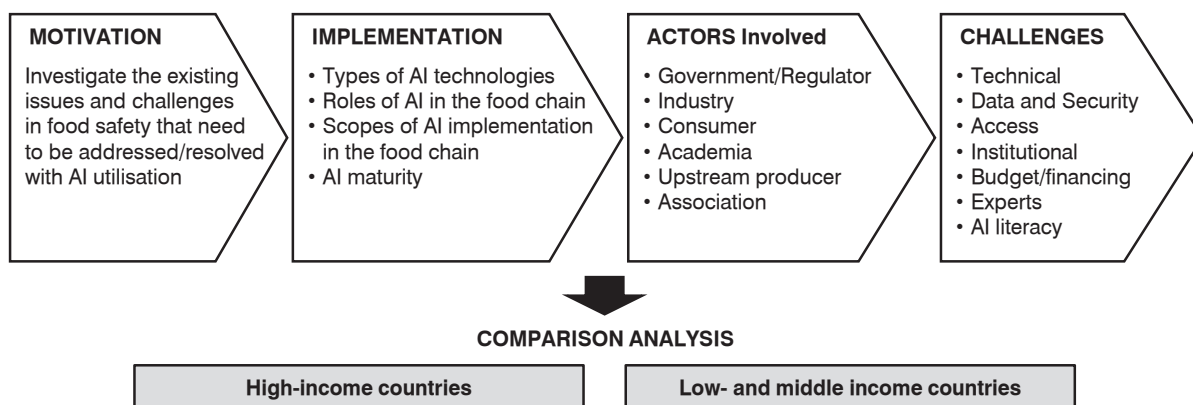 MOTIVATION
Investigate the existing
issues and challenges
in food safety that need
to be addressed/resolved
with AI utilisation
IMPLEMENTATION
• Types of AI technologies
• Roles of AI in the food chain
• Scopes of AI implementation
in the food chain
• AI maturity
ACTORS Involved
• Government/Regulator
• Industry
• Consumer
• Academia
• Upstream producer
• Association
CHALLENGES
• Technical
• Data and Security
• Access
• Institutional
• Budget/financing
• Experts
• AI literacy
COMPARISON ANALYSIS
High-income countries
Low- and middle income countries